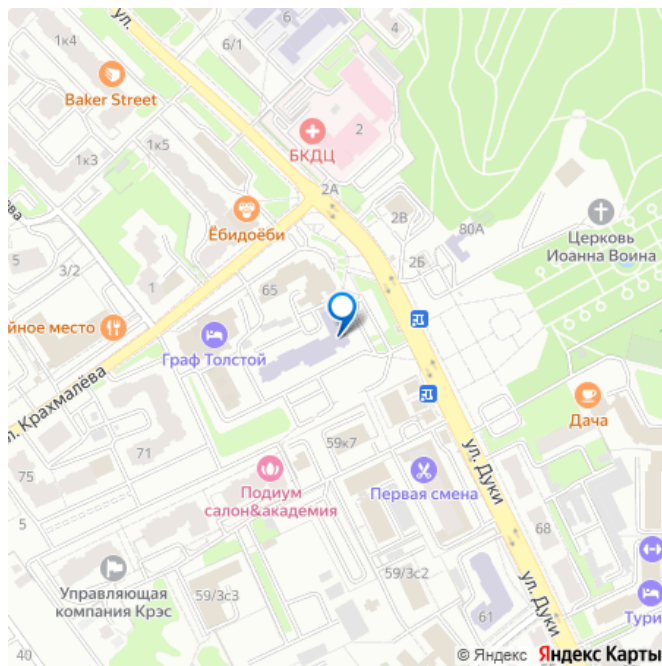 6
4
ул.
1к4
6/1
Baker Street
2
БКДЦ
1к5
1к3
2А
2В
Ёбидоёби
80А
Церковь
Иоанна Воина
ёва
5
3/2
2Б
65
1
йное место
Граф Толстой
л. Крахмалёва
Дача
71
59к7
ул. Дуки
75
Подиум
салон&академия
Первая смена
5
68
Управляющая
компания Крэс
59/3с2
59/3с3
ул. Дуки
61
Тури
40
© Яндекс Яндекс Карты